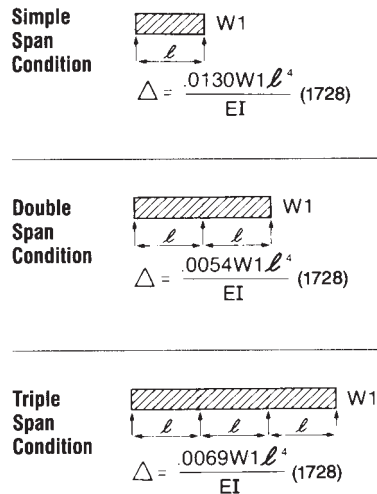 Simple
Span
Condition
W1
ℓ
△ = .0130W1ℓ⁴ / EI (1728)
Double
Span
Condition
W1
ℓ ℓ
△ = .0054W1ℓ⁴ / EI (1728)
Triple
Span
Condition
W1
ℓ ℓ ℓ
△ = .0069W1ℓ⁴ / EI (1728)